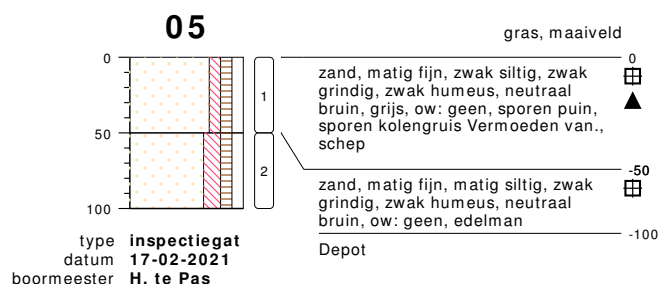 05
gras, maaiveld
0
50
100
1
2
0
zand, matig fijn, zwak siltig, zwak
grindig, zwak humeus, neutraal
bruin, grijs, ow: geen, sporen puin,
sporen kolengruis Vermoeden van.,
schep
-50
zand, matig fijn, matig siltig, zwak
grindig, zwak humeus, neutraal
bruin, ow: geen, edelman
-100
Depot
type inspectiegat
datum 17-02-2021
boormeester H. te Pas